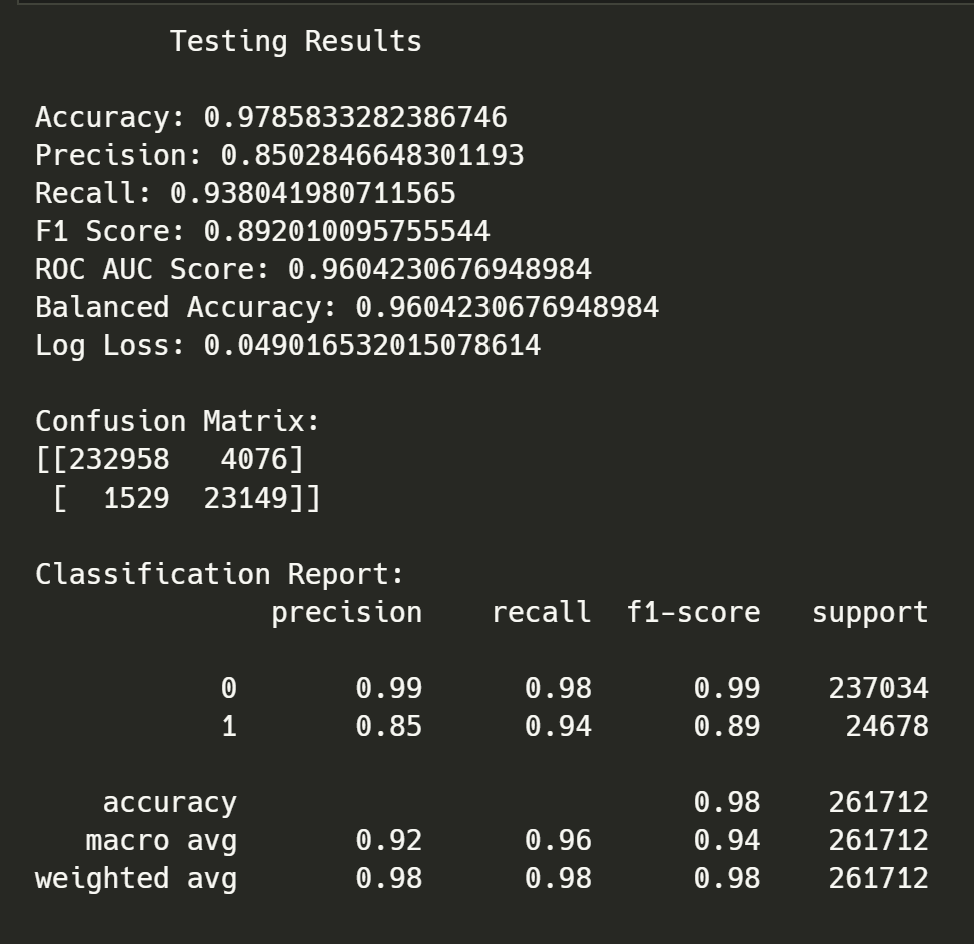 Testing Results
Accuracy: 0.9785833282386746
Precision: 0.8502846648301193
Recall: 0.938041980711565
F1 Score: 0.892010095755544
ROC AUC Score: 0.9604230676948984
Balanced Accuracy: 0.9604230676948984
Log Loss: 0.049016532015078614
Confusion Matrix:
[[232958   4076]
 [  1529  23149]]
Classification Report:
              precision    recall  f1-score   support
           0       0.99      0.98      0.99    237034
           1       0.85      0.94      0.89     24678
    accuracy                           0.98    261712
   macro avg       0.92      0.96      0.94    261712
weighted avg       0.98      0.98      0.98    261712